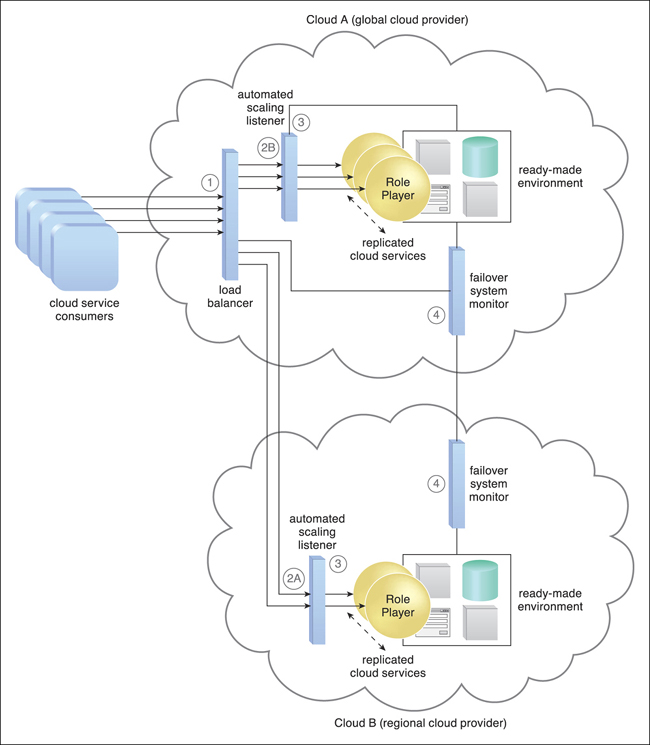 Cloud A (global cloud provider)
automated
scaling
listener
3
2B
1
Role
Player
ready-made
environment
replicated
cloud services
load
balancer
cloud service
consumers
failover
system
monitor
4
failover
system
monitor
4
automated
scaling
listener
3
2A
Role
Player
ready-made
environment
replicated
cloud services
Cloud B (regional cloud provider)